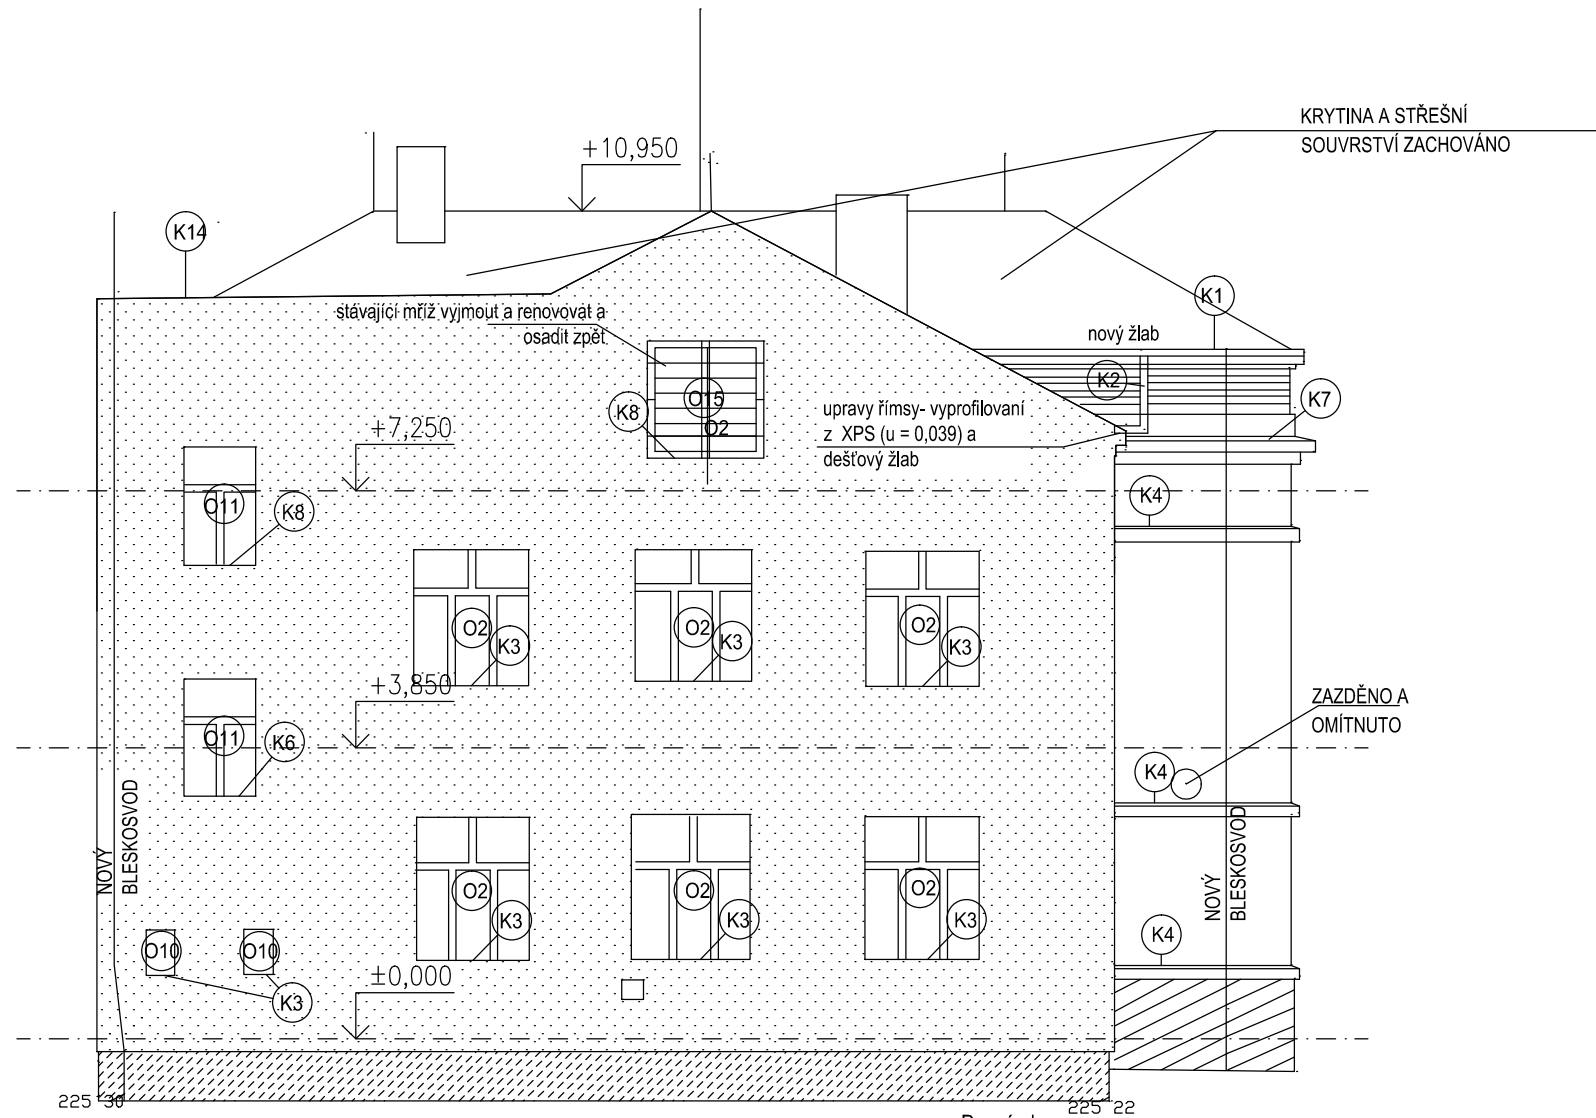 KRYTINA A STŘEŠNÍ
SOUVRSTVÍ ZACHOVÁNO
+10,950
K14
K1
stávající mříž vyjmout a renovovat a
osadit zpět
nový žlab
K2
K7
O15
O2
K8
upravy římsy- vyprofilovaní
z XPS (u = 0,039) a
dešťový žlab
+7,250
O11
K8
K4
O2
K3
O2
K3
O2
K3
+3,850
ZAZDĚNO A
OMÍTNUTO
O11
K6
K4
NOVÝ
BLESKOSVOD
NOVÝ
BLESKOSVOD
O2
K3
O2
K3
O2
K3
K4
O10
O10
K3
±0,000
225 30
225 22